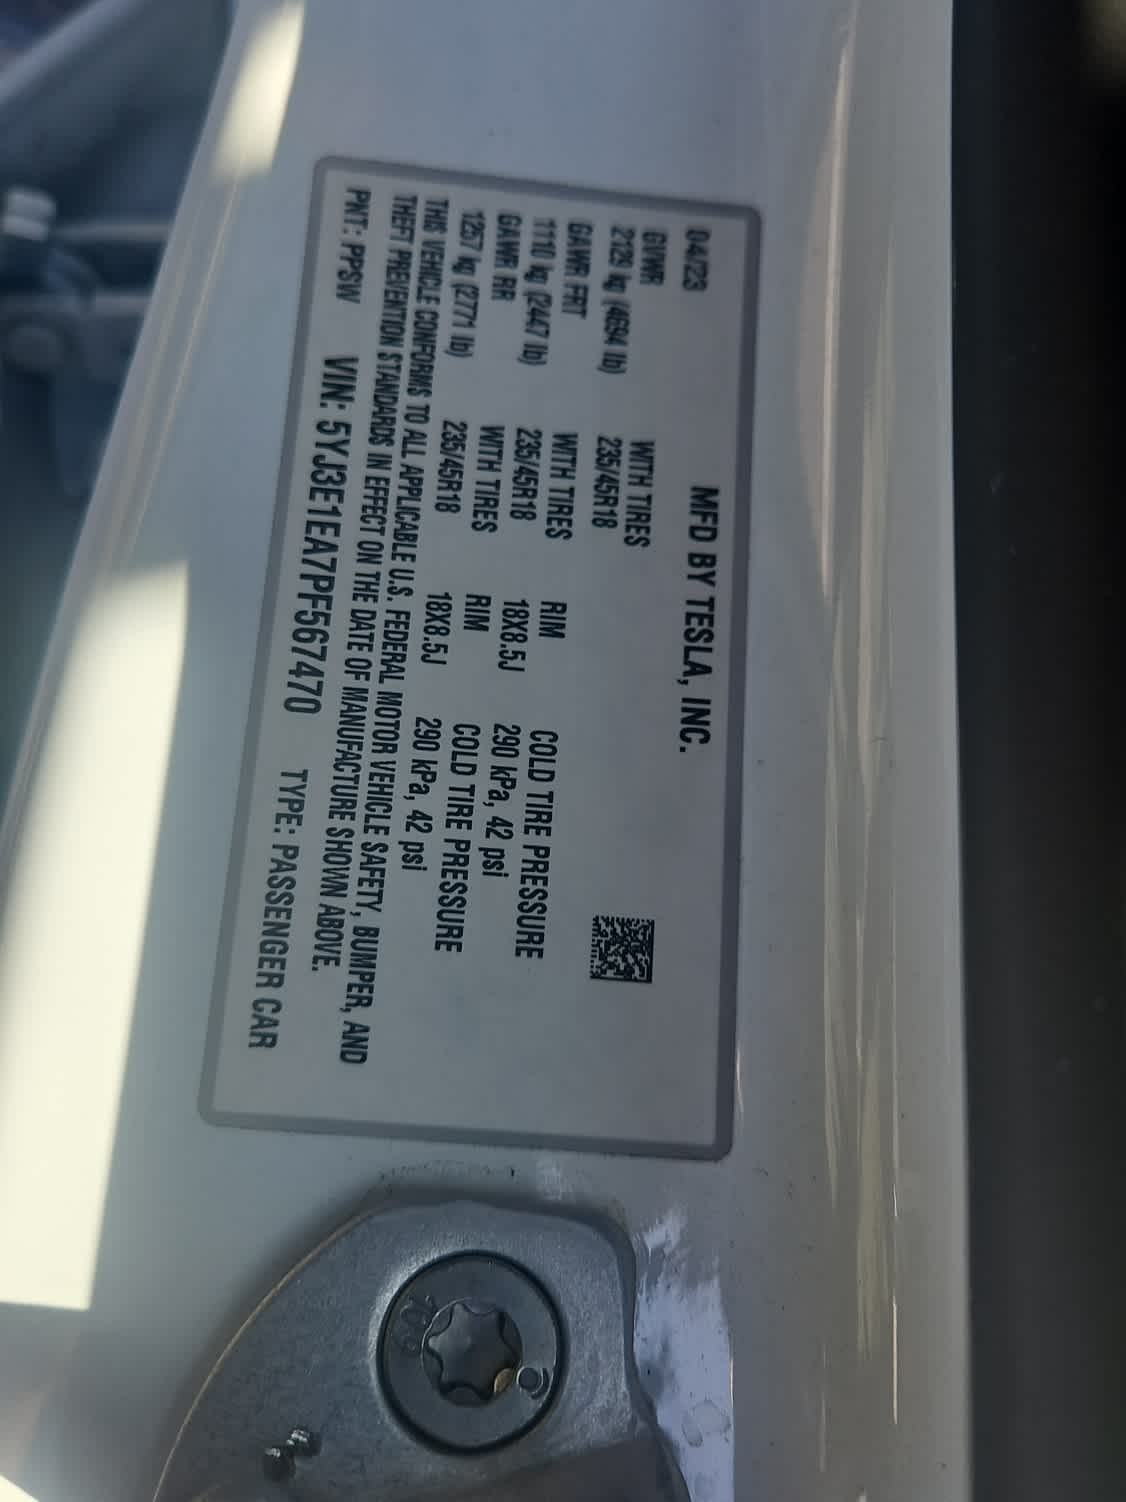 MFD BY TESLA, INC.
04/23
GVWR WITH TIRES
2129 kg (4694 lb) 235/45R18
GAWR FRT WITH TIRES RIM COLD TIRE PRESSURE
1110 kg (2447 lb) 235/45R18 18X8.5J 290 kPa, 42 psi
GAWR RR WITH TIRES RIM COLD TIRE PRESSURE
1257 kg (2771 lb) 235/45R18 18X8.5J 290 kPa, 42 psi
THIS VEHICLE CONFORMS TO ALL APPLICABLE U.S. FEDERAL MOTOR VEHICLE SAFETY, BUMPER, AND
THEFT PREVENTION STANDARDS IN EFFECT ON THE DATE OF MANUFACTURE SHOWN ABOVE.
PNT: PPSW VIN: 5YJ3E1EA7PF567470 TYPE: PASSENGER CAR